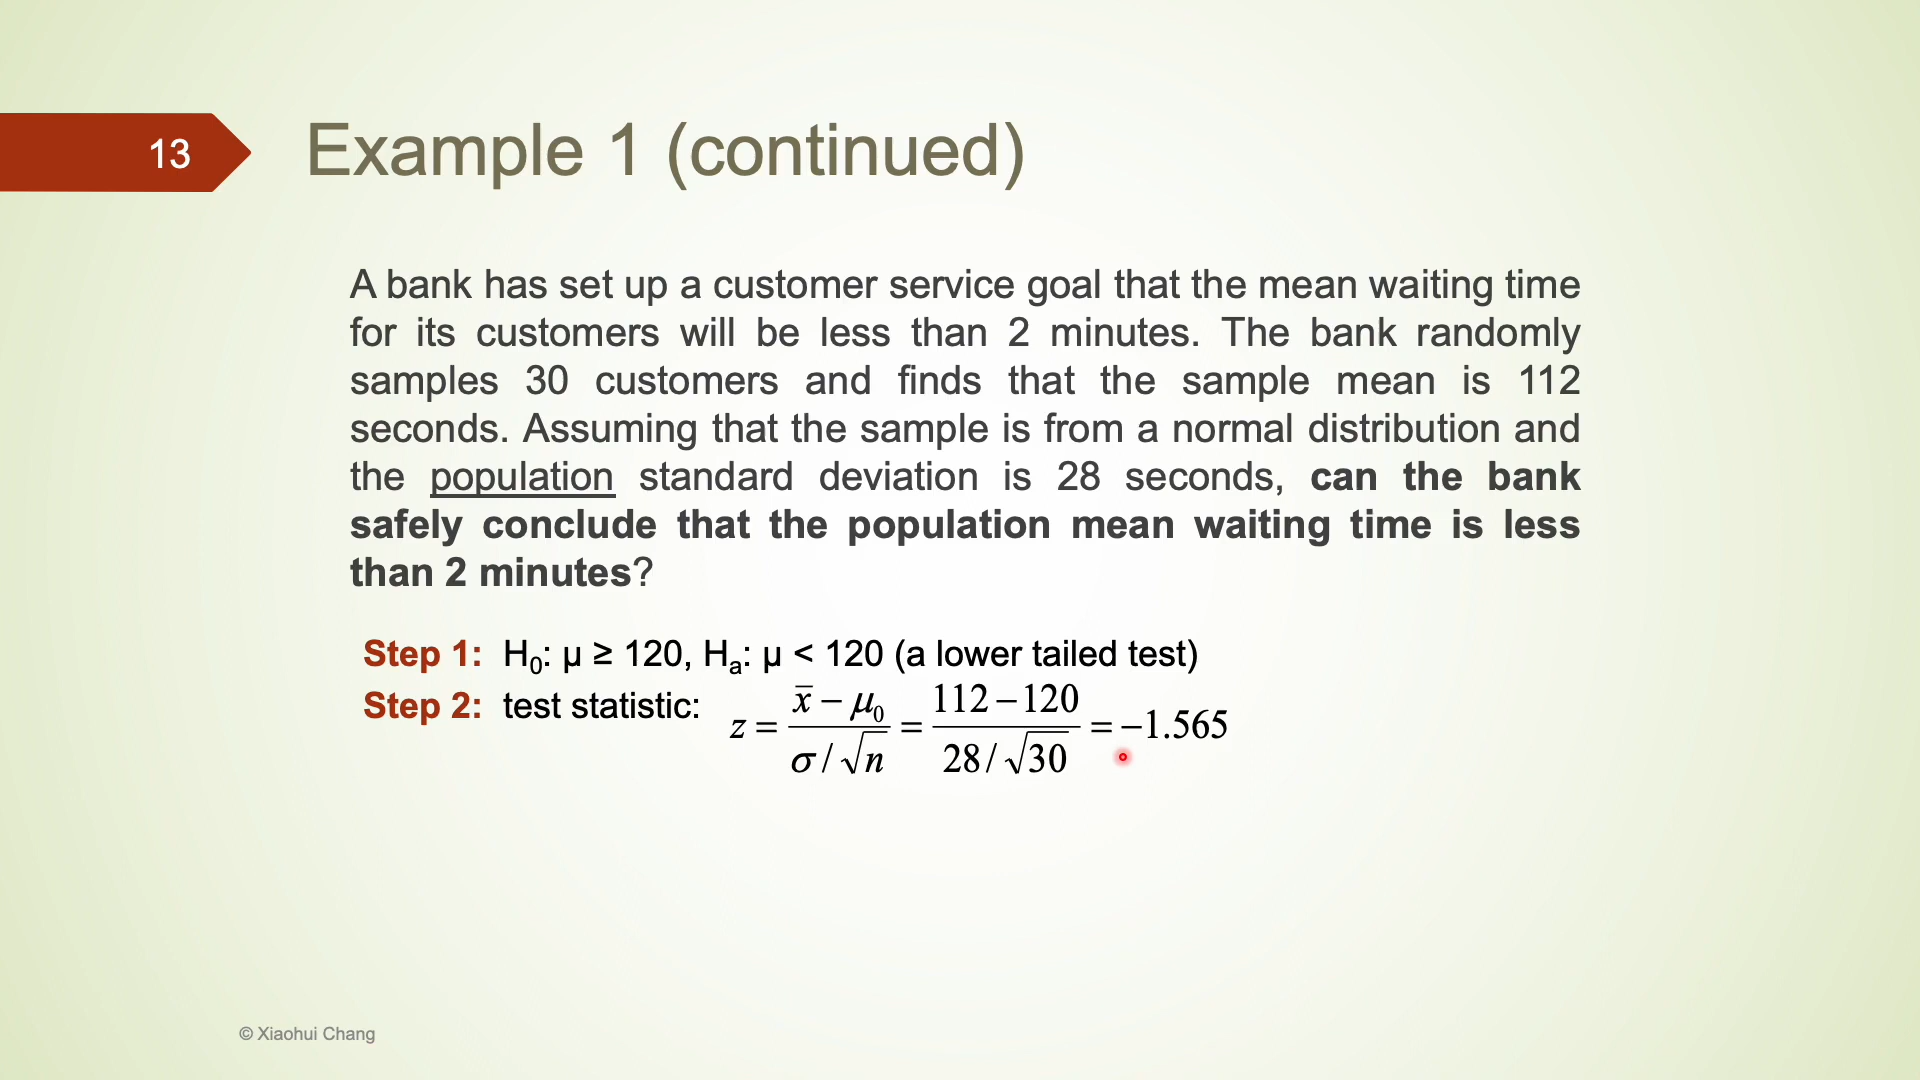 13
Example 1 (continued)
A bank has set up a customer service goal that the mean waiting time
for its customers will be less than 2 minutes. The bank randomly
samples 30 customers and finds that the sample mean is 112
seconds. Assuming that the sample is from a normal distribution and
the population standard deviation is 28 seconds, can the bank
safely conclude that the population mean waiting time is less
than 2 minutes?
Step 1: H₀: μ ≥ 120, Hₐ: μ < 120 (a lower tailed test)
Step 2: test statistic: z = (x̄ − μ₀)/(σ/√n) = (112 − 120)/(28/√30) = −1.565
© Xiaohui Chang